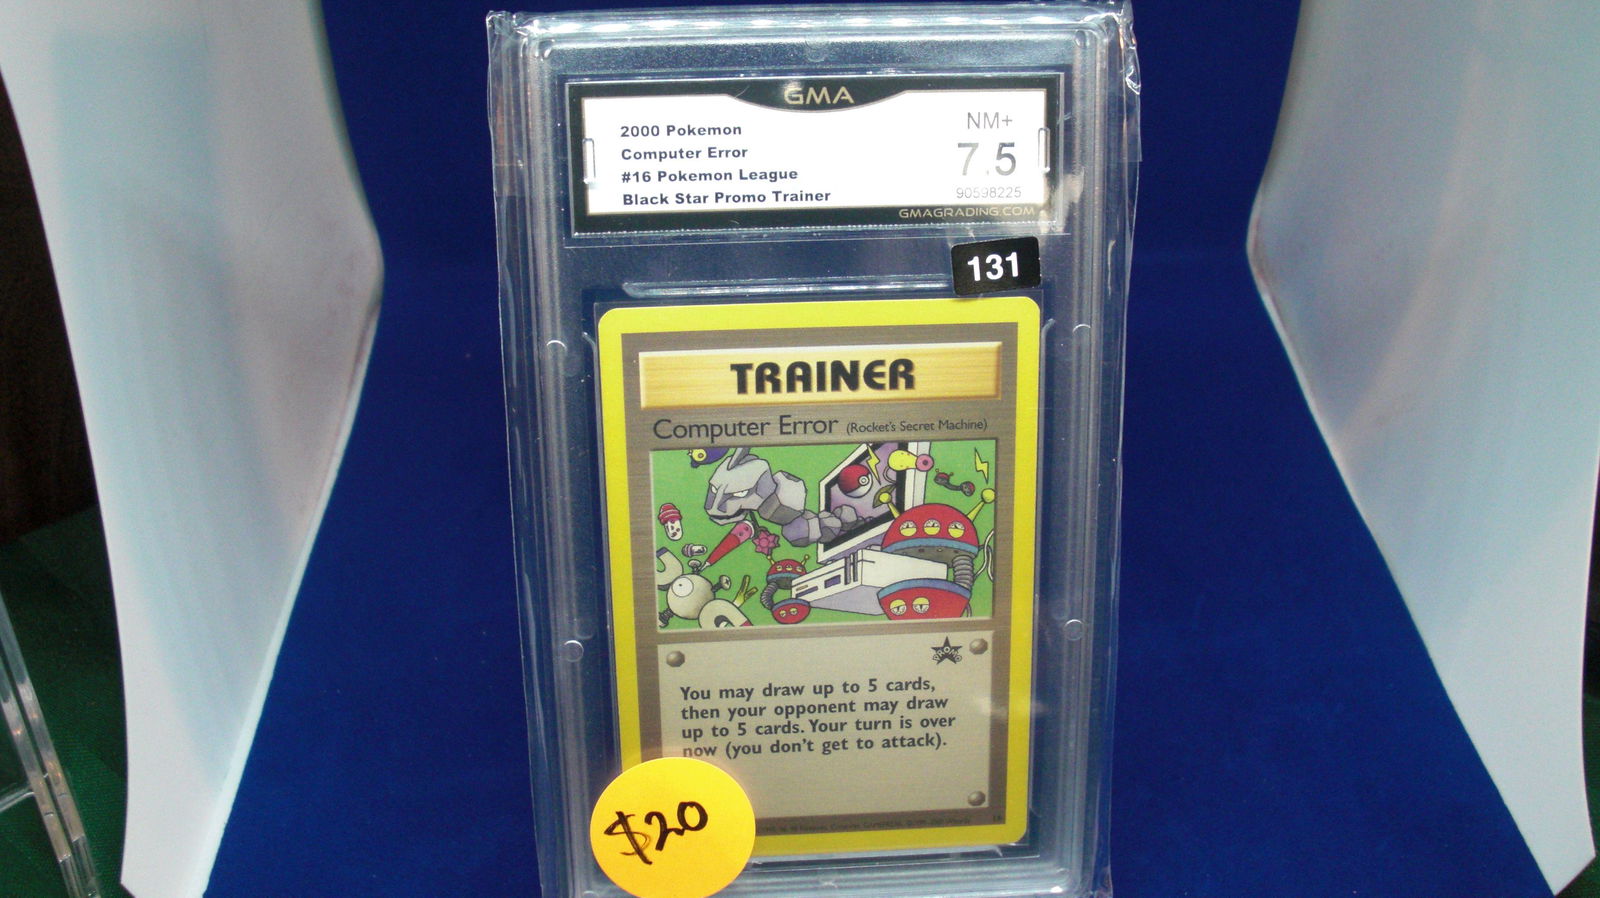 GMA
2000 Pokemon
Computer Error
#16 Pokemon League
Black Star Promo Trainer
NM+
7.5
90598225
GMAGRADING.COM
131
TRAINER
Computer Error (Rocket's Secret Machine)
PROMO
You may draw up to 5 cards,
then your opponent may draw
up to 5 cards. Your turn is over
now (you don't get to attack).
$20